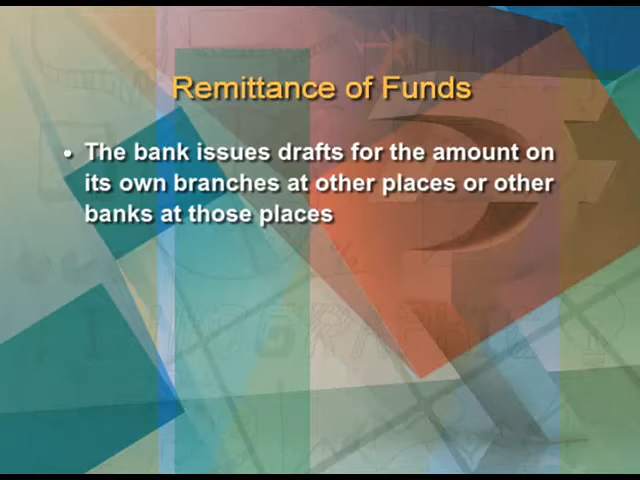 Remittance of Funds
• The bank issues drafts for the amount on
its own branches at other places or other
banks at those places